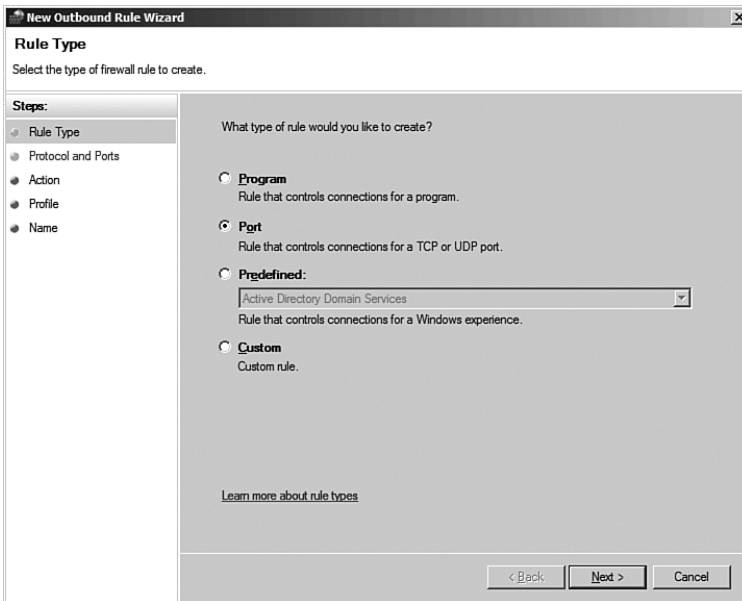 New Outbound Rule Wizard
Rule Type
Select the type of firewall rule to create.
Steps:
Rule Type
Protocol and Ports
Action
Profile
Name
What type of rule would you like to create?
Program
Rule that controls connections for a program.
Port
Rule that controls connections for a TCP or UDP port.
Predefined:
Active Directory Domain Services
Rule that controls connections for a Windows experience.
Custom
Custom rule.
Learn more about rule types
< Back Next > Cancel